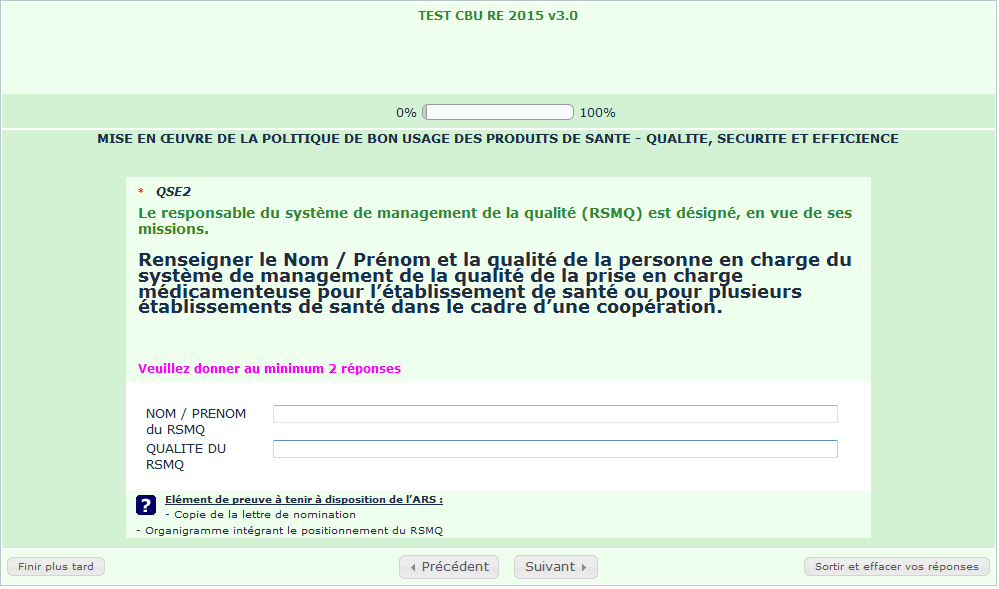 TEST CBU RE 2015 v3.0
0% 100%
MISE EN ŒUVRE DE LA POLITIQUE DE BON USAGE DES PRODUITS DE SANTE - QUALITE, SECURITE ET EFFICIENCE
* QSE2
Le responsable du système de management de la qualité (RSMQ) est désigné, en vue de ses
missions.
Renseigner le Nom / Prénom et la qualité de la personne en charge du
système de management de la qualité de la prise en charge
médicamenteuse pour l’établissement de santé ou pour plusieurs
établissements de santé dans le cadre d’une coopération.
Veuillez donner au minimum 2 réponses
NOM / PRENOM
du RSMQ
QUALITE DU
RSMQ
? Elément de preuve à tenir à disposition de l’ARS :
- Copie de la lettre de nomination
- Organigramme intégrant le positionnement du RSMQ
Finir plus tard Précédent Suivant Sortir et effacer vos réponses